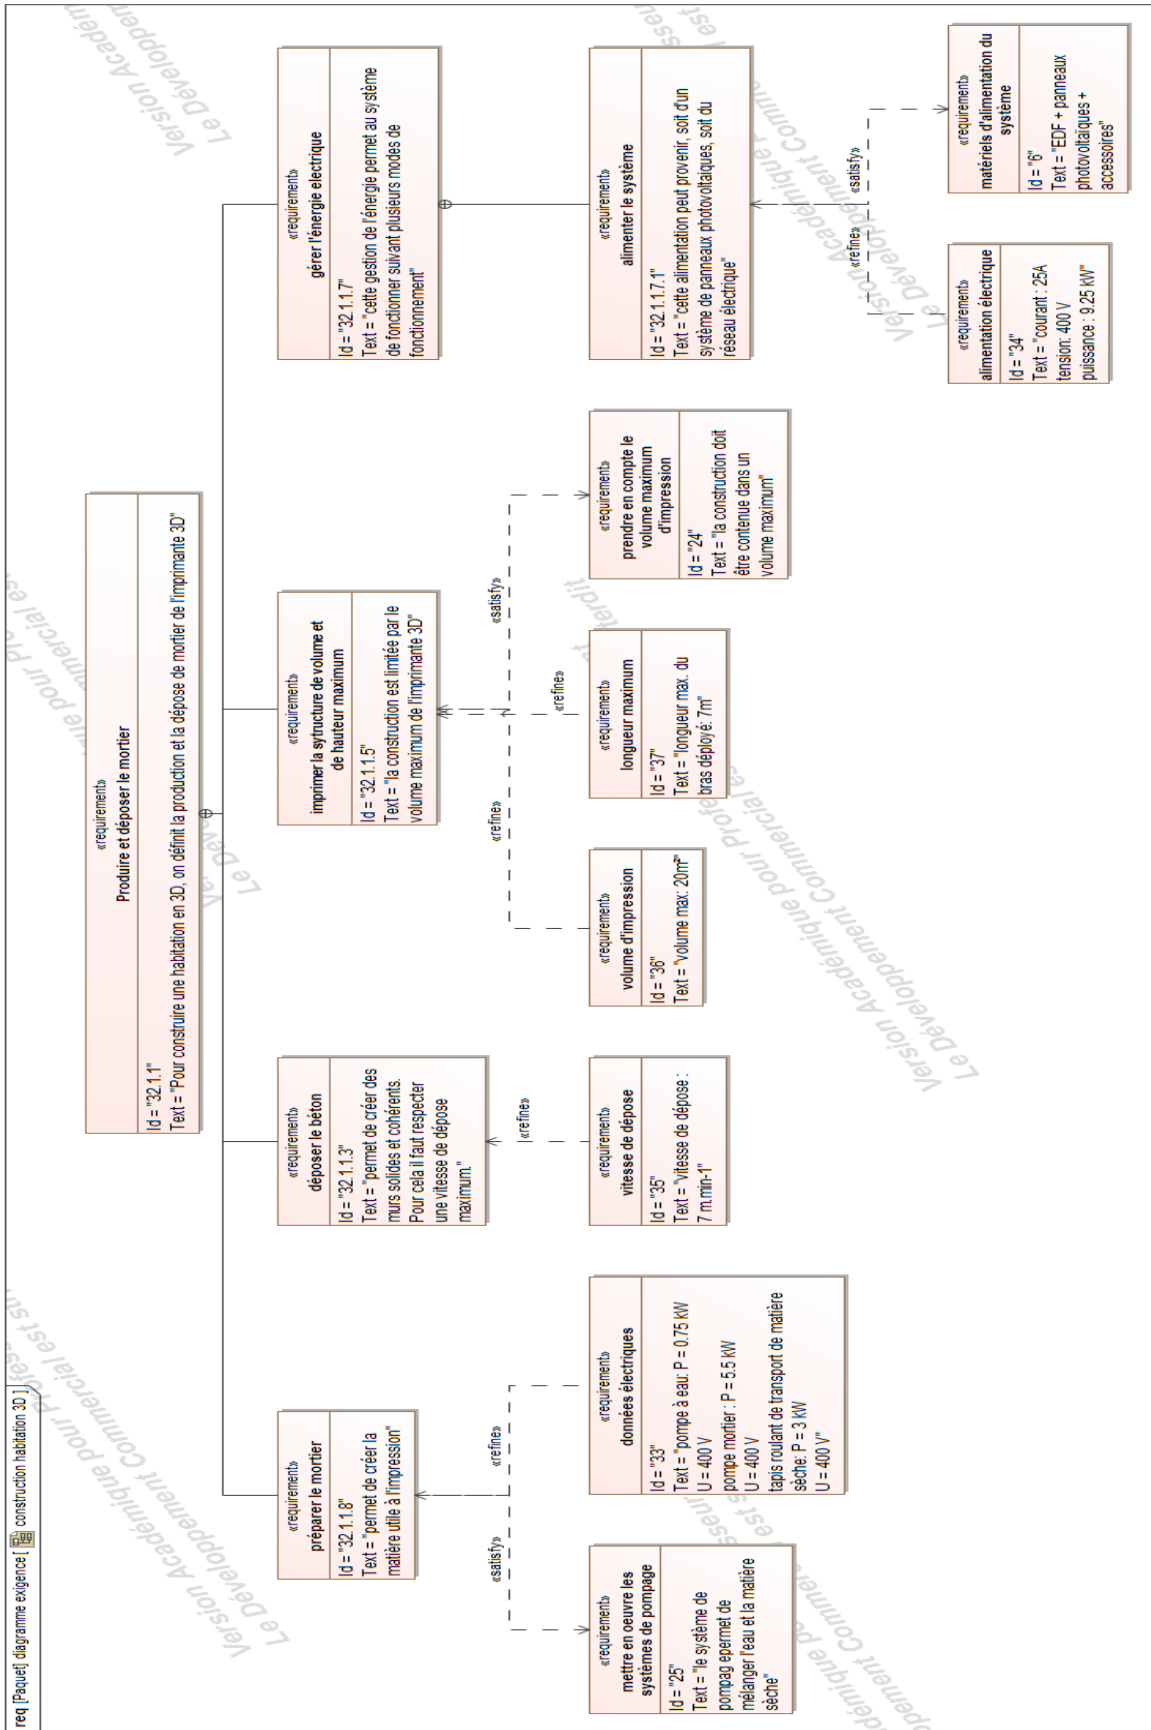 req [Paquet] diagramme exigence [ construction habitation 3D ]
«requirement»
Produire et déposer le mortier
Id = "32.1.1"
Text = "Pour construire une habitation en 3D, on définit la production et la dépose de mortier de l'imprimante 3D"
«requirement»
préparer le mortier
Id = "32.1.1.8"
Text = "permet de créer la
matière utile à l'impression"
«requirement»
déposer le béton
Id = "32.1.1.3"
Text = "permet de créer des
murs solides et cohérents.
Pour cela il faut respecter
une vitesse de dépose
maximum."
«requirement»
imprimer la sytructure de volume et
de hauteur maximum
Id = "32.1.1.5"
Text = "la construction est limitée par le
volume maximum de l'imprimante 3D"
«requirement»
gérer l'énergie electrique
Id = "32.1.1.7"
Text = "cette gestion de l'énergie permet au système
de fonctionner suivant plusieurs modes de
fonctionnement"
«satisfy»
«refine»
«refine»
«refine»
«refine»
«satisfy»
«requirement»
mettre en oeuvre les
systèmes de pompage
Id = "25"
Text = "le système de
pompag epermet de
mélanger l'eau et la matière
sèche"
«requirement»
données électriques
Id = "33"
Text = "pompe à eau: P = 0.75 kW
U = 400 V
pompe mortier : P = 5.5 kW
U = 400 V
tapis roulant de transport de matière
sèche: P = 3 kW
U = 400 V"
«requirement»
vitesse de dépose
Id = "35"
Text = "vitesse de dépose :
7 m.min-1"
«requirement»
volume d'impression
Id = "36"
Text = "volume max: 20m²"
«requirement»
longueur maximum
Id = "37"
Text = "longueur max. du
bras déployé: 7m"
«requirement»
prendre en compte le
volume maximum
d'impression
Id = "24"
Text = "la construction doit
être contenue dans un
volume maximum"
«requirement»
alimenter le système
Id = "32.1.1.7.1"
Text = "cette alimentation peut provenir, soit d'un
système de panneaux photovoltaiques, soit du
réseau électrique"
«refine»
«satisfy»
«requirement»
alimentation électrique
Id = "34"
Text = "courant : 25A
tension: 400 V
puissance : 9.25 kW"
«requirement»
matériels d'alimentation du
système
Id = "6"
Text = "EDF + panneaux
photovoltaïques +
accessoires"